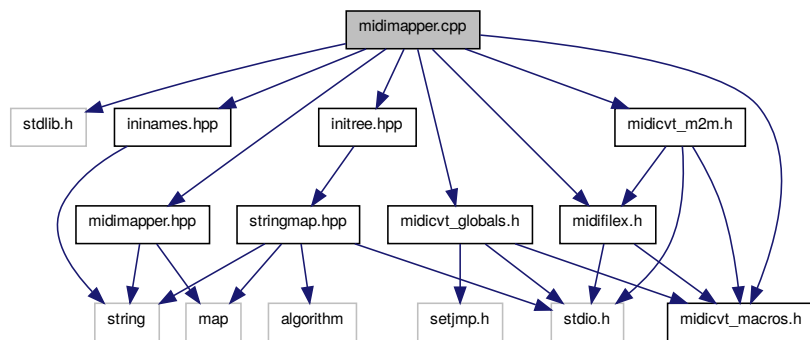 midimapper.cpp
stdlib.h
ininames.hpp
initree.hpp
midicvt_m2m.h
midimapper.hpp
stringmap.hpp
midicvt_globals.h
midifilex.h
string
map
algorithm
setjmp.h
stdio.h
midicvt_macros.h